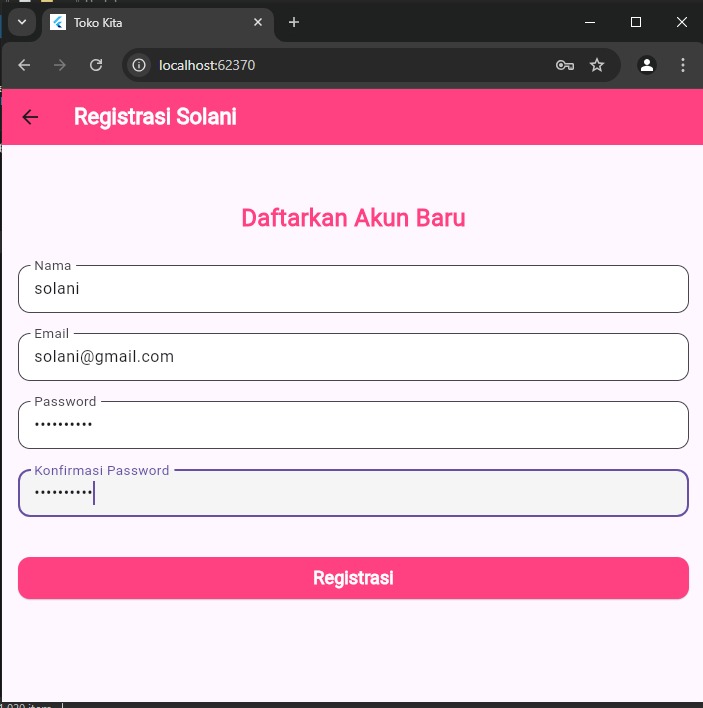 Toko Kita
localhost:62370
Registrasi Solani
Daftarkan Akun Baru
Nama
solani
Email
solani@gmail.com
Password
••••••••••
Konfirmasi Password
••••••••••
Registrasi